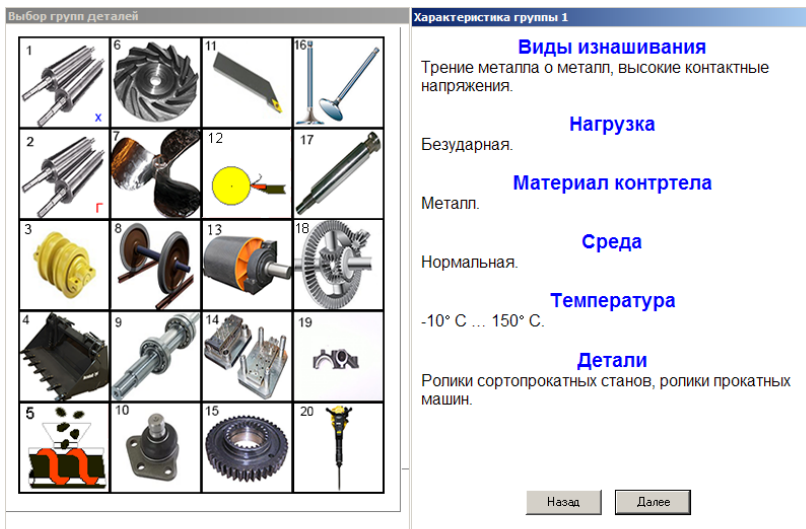 Выбор групп деталей
1
6
11
16
х
2
7
12
17
г
3
8
13
18
4
9
14
19
5
10
15
20
Характеристика группы 1
Виды изнашивания
Трение металла о металл, высокие контактные
напряжения.
Нагрузка
Безударная.
Материал контртела
Металл.
Среда
Нормальная.
Температура
-10° С ... 150° С.
Детали
Ролики сортопрокатных станов, ролики прокатных
машин.
Назад
Далее